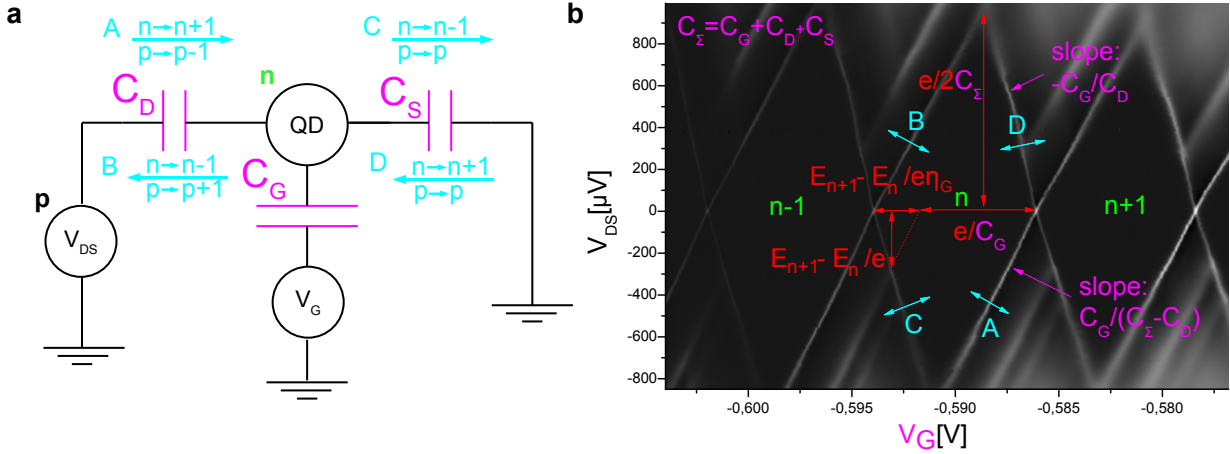 a
A n→n+1
p→p-1
C n→n-1
p→p
n
C_D
QD
C_S
B n→n-1
p→p+1
C_G
D n→n+1
p→p
p
V_DS
V_G
b
C_Σ=C_G+C_D+C_S
slope:
-C_G/C_D
e/2C_Σ
B
D
E_n+1- E_n /eη_G
n-1
n
n+1
e/C_G
E_n+1- E_n /e
slope:
C_G/(C_Σ-C_D)
C
A
800
600
400
200
0
-200
-400
-600
-800
V_DS[µV]
-0,600
-0,595
-0,590
-0,585
-0,580
V_G[V]